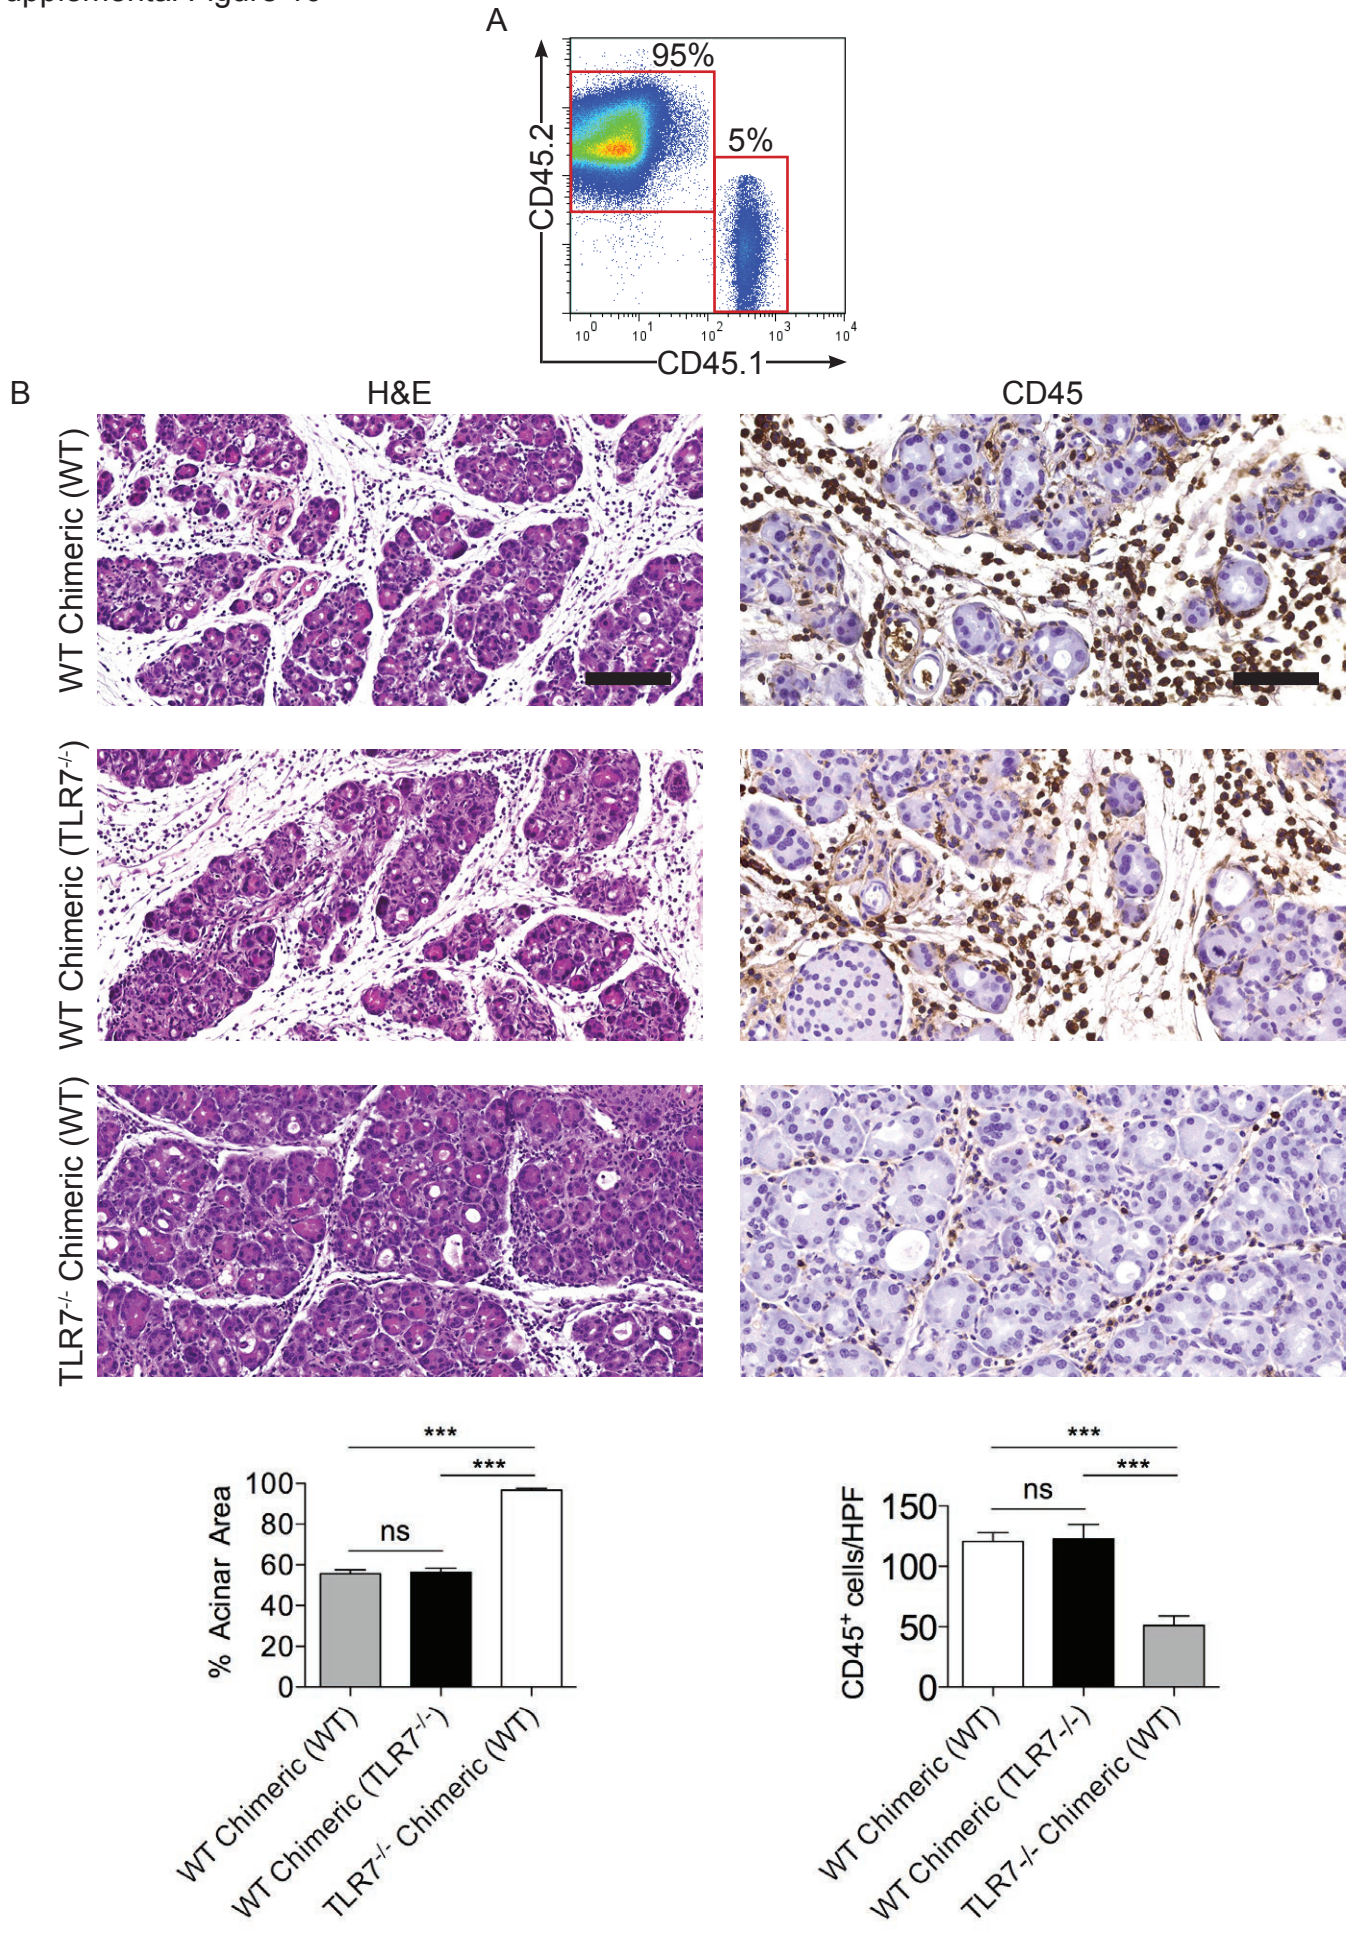 A
95%
5%
CD45.2
10⁰ 10¹ 10² 10³ 10⁴
CD45.1
B
H&E
CD45
WT Chimeric (WT)
WT Chimeric (TLR7⁻/⁻)
TLR7⁻/⁻ Chimeric (WT)
***
***
ns
% Acinar Area
100
80
60
40
20
0
WT Chimeric (WT)
WT Chimeric (TLR7⁻/⁻)
TLR7⁻/⁻ Chimeric (WT)
***
***
ns
CD45⁺ cells/HPF
150
100
50
0
WT Chimeric (WT)
WT Chimeric (TLR7-/-)
TLR7-/- Chimeric (WT)